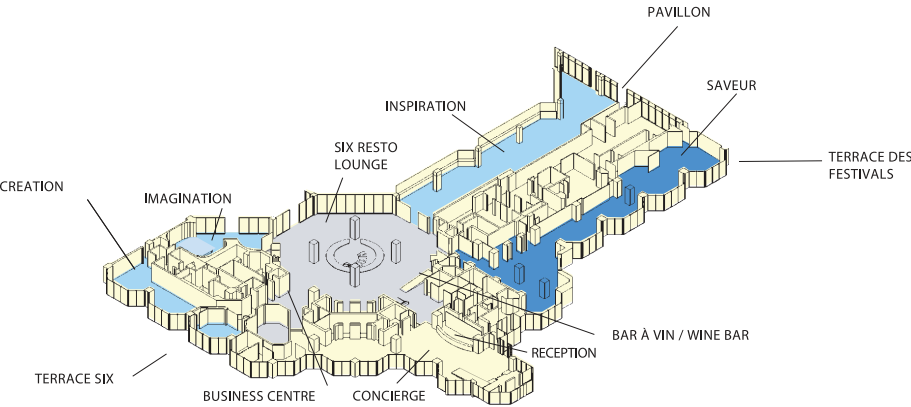 PAVILLON
SAVEUR
INSPIRATION
SIX RESTO
LOUNGE
TERRACE DES
FESTIVALS
CREATION
IMAGINATION
BAR À VIN / WINE BAR
RECEPTION
TERRACE SIX
BUSINESS CENTRE
CONCIERGE